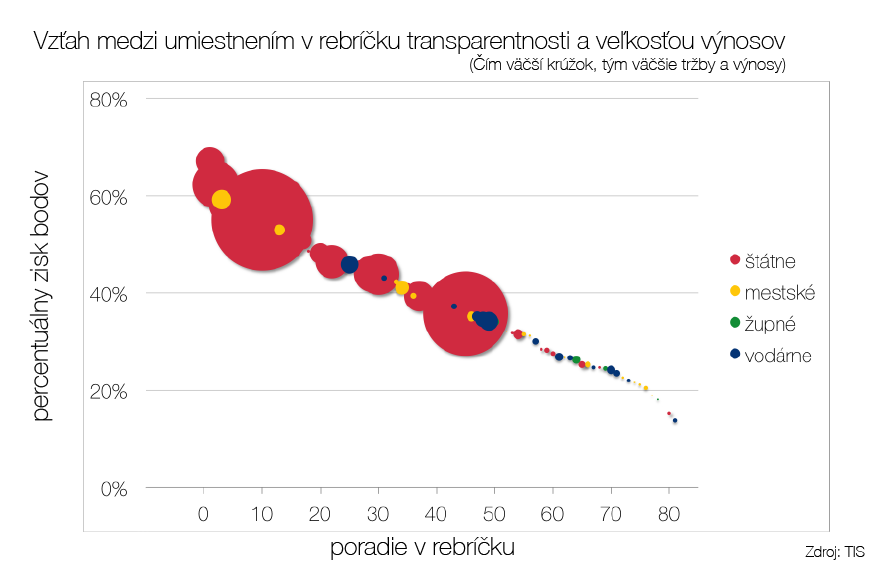 Vzťah medzi umiestnením v rebríčku transparentnosti a veľkosťou výnosov
(Čím väčší krúžok, tým väčšie tržby a výnosy)
80%
60%
40%
20%
0%
percentuálny zisk bodov
0 10 20 30 40 50 60 70 80
poradie v rebríčku
štátne
mestské
župné
vodárne
Zdroj: TIS